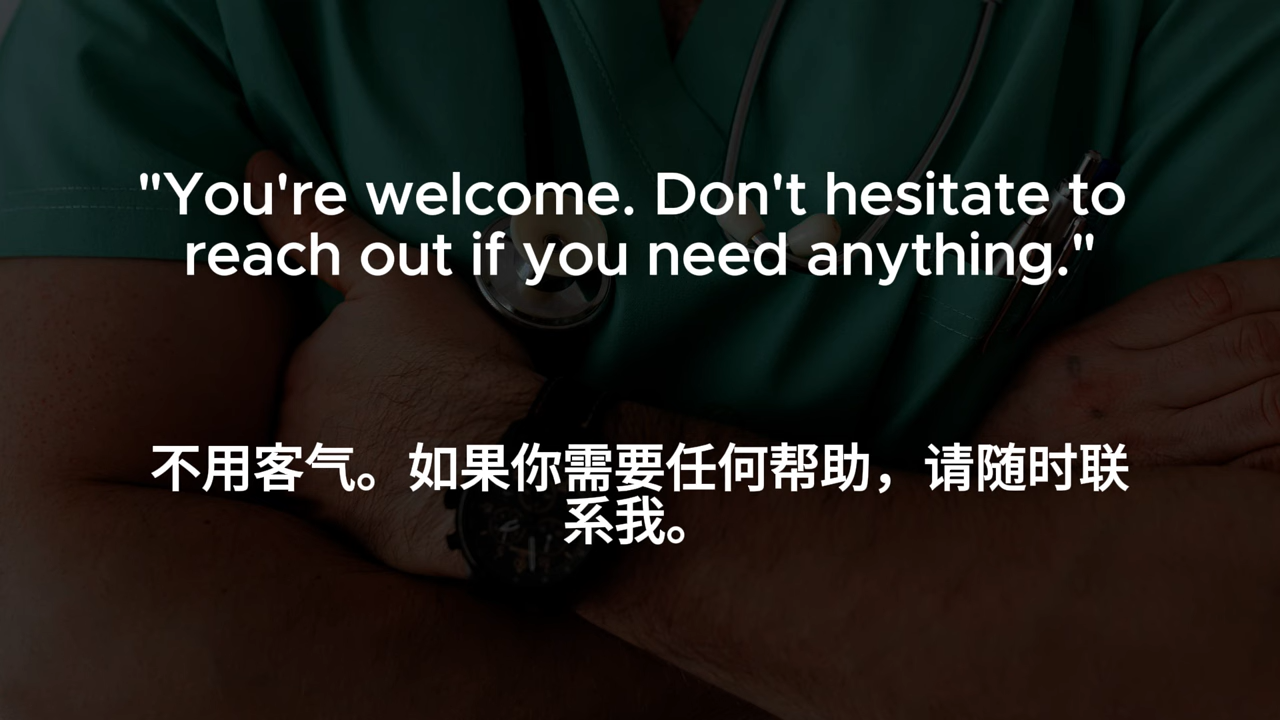 "You're welcome. Don't hesitate to
reach out if you need anything."
不用客气。如果你需要任何帮助，请随时联
系我。